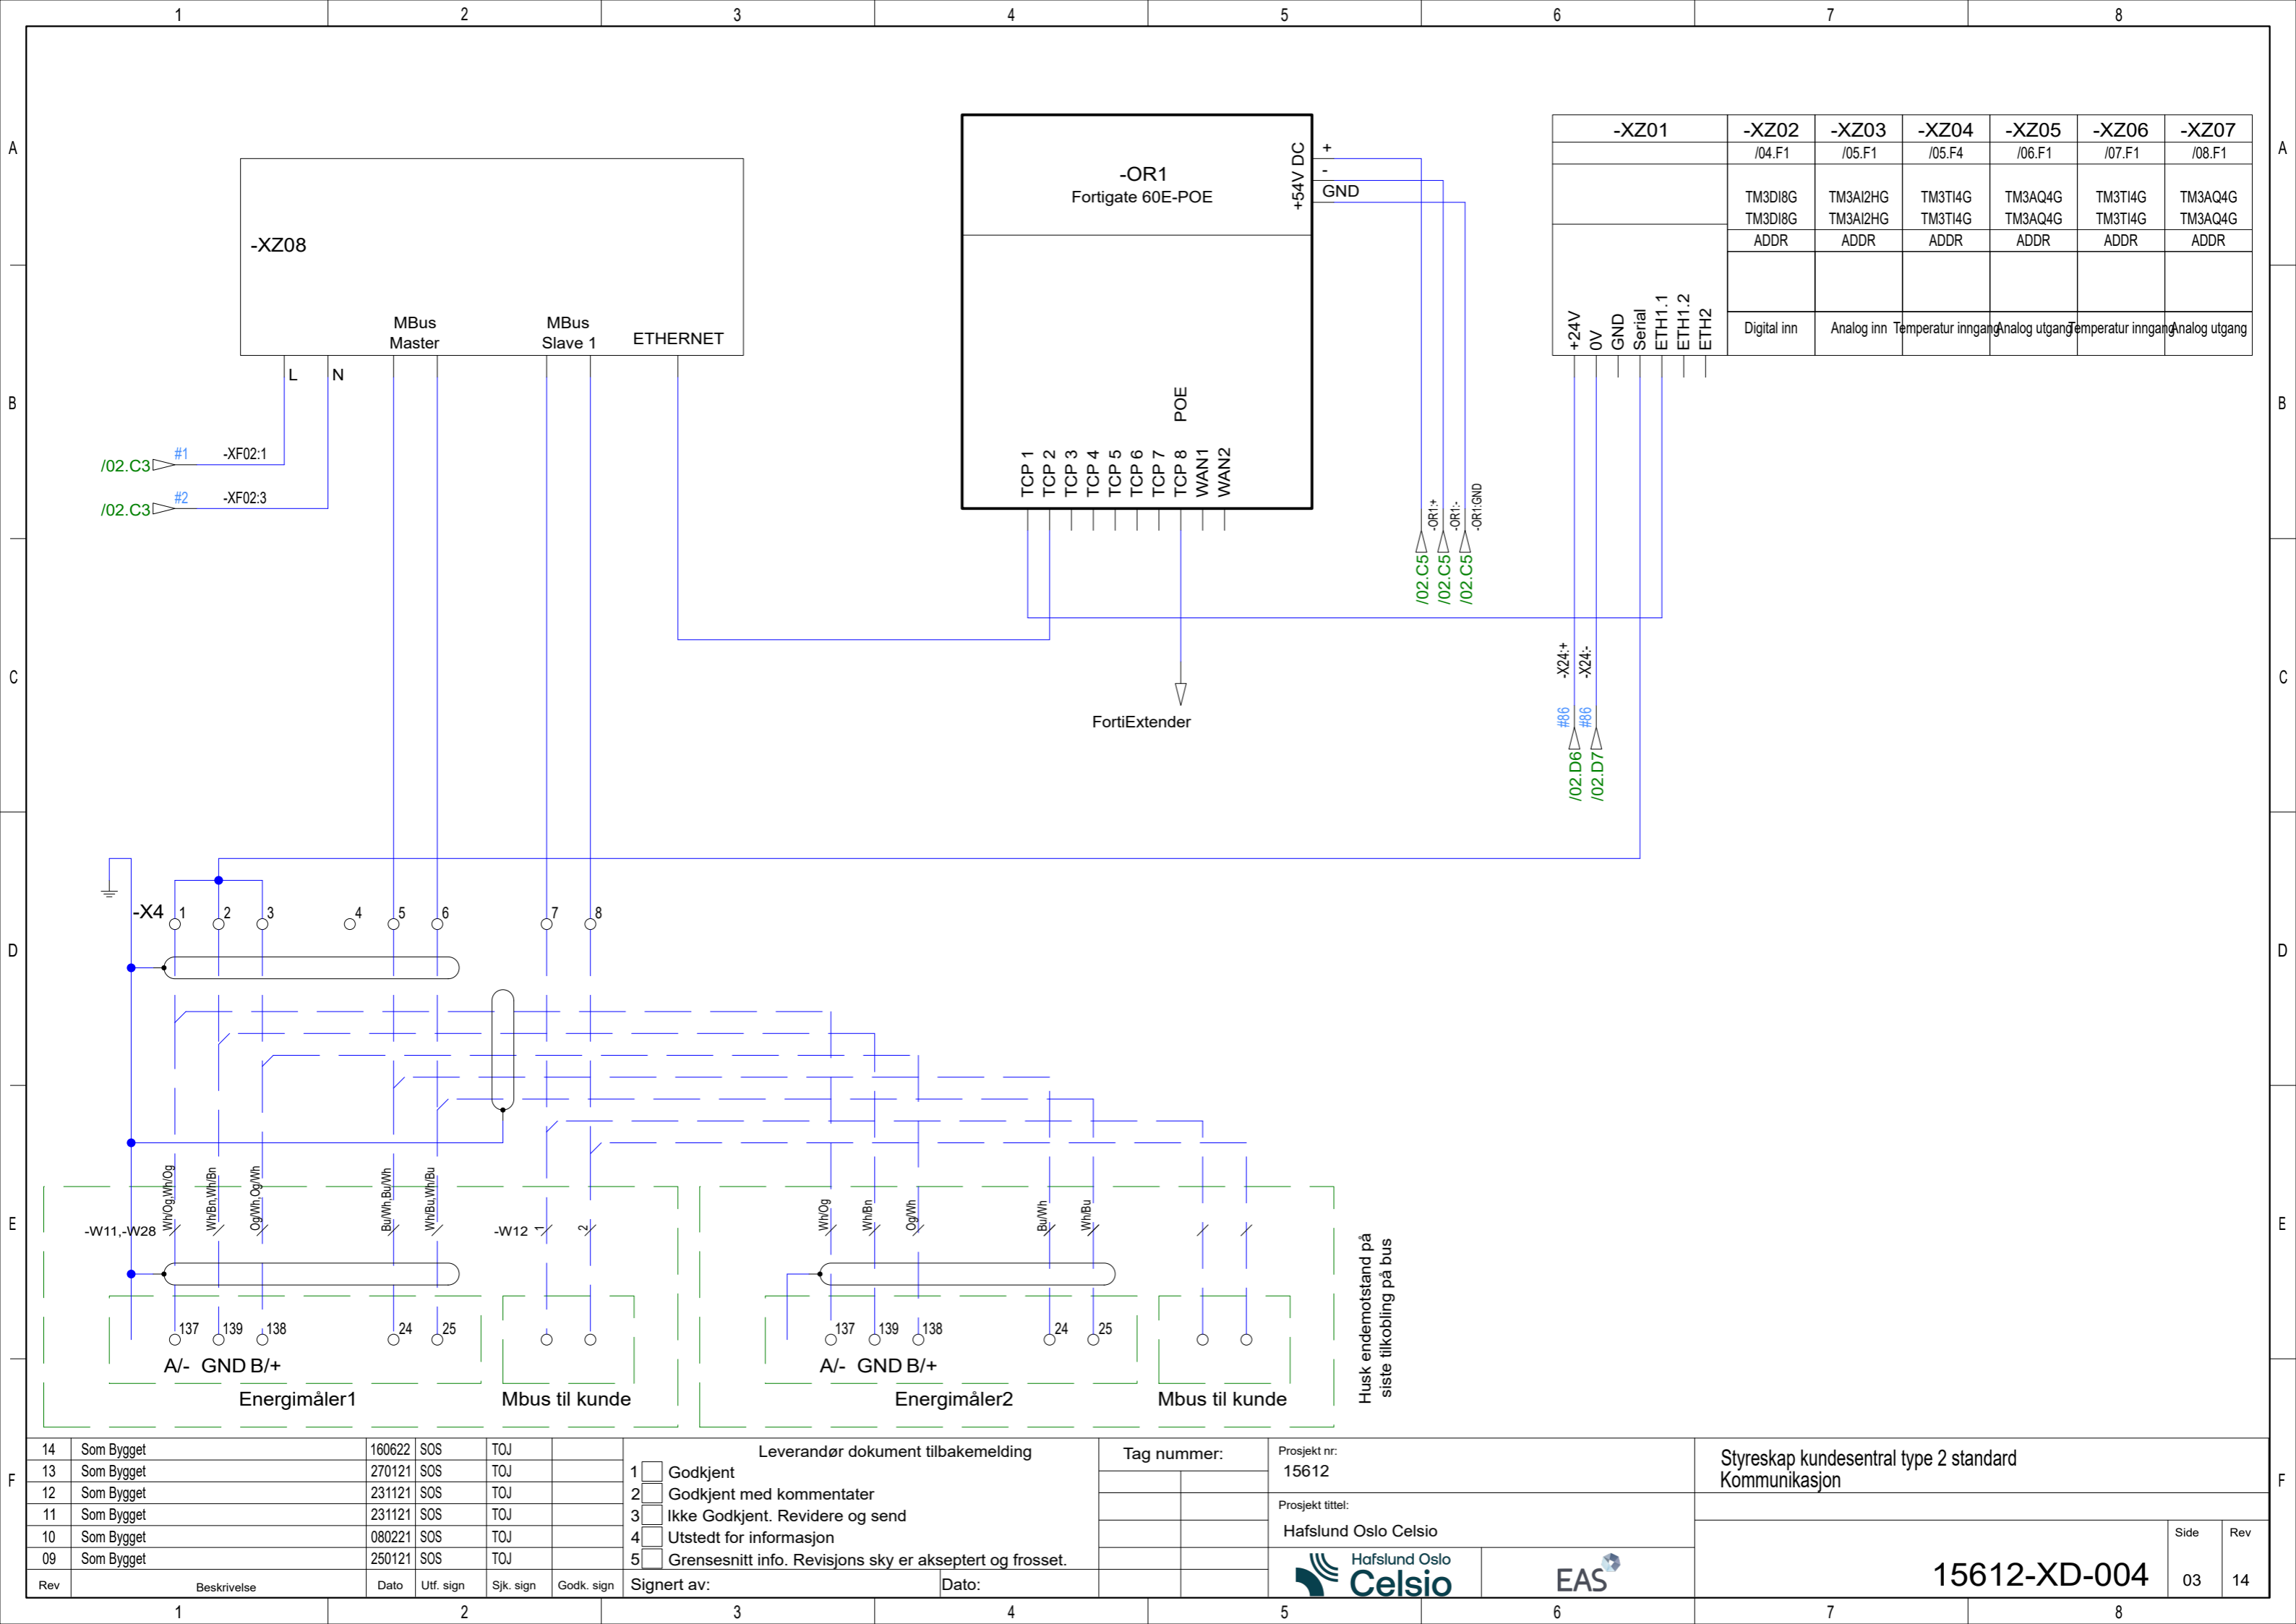 1 2 3 4 5 6 7 8
A
B
C
D
E
F
-XZ08
MBus
Master
MBus
Slave 1
ETHERNET
L
N
/02.C3 #1 -XF02:1
/02.C3 #2 -XF02:3
-OR1
Fortigate 60E-POE
+54V DC
+
-
GND
POE
TCP 1
TCP 2
TCP 3
TCP 4
TCP 5
TCP 6
TCP 7
TCP 8
WAN1
WAN2
-OR1:+
-OR1:-
-OR1:GND
/02.C5
/02.C5
/02.C5
FortiExtender
-XZ01 -XZ02 -XZ03 -XZ04 -XZ05 -XZ06 -XZ07
/04.F1 /05.F1 /05.F4 /06.F1 /07.F1 /08.F1
TM3DI8G TM3AI2HG TM3TI4G TM3AQ4G TM3TI4G TM3AQ4G
TM3DI8G TM3AI2HG TM3TI4G TM3AQ4G TM3TI4G TM3AQ4G
ADDR ADDR ADDR ADDR ADDR ADDR
Digital inn Analog inn Temperatur inngang Analog utgang Temperatur inngang Analog utgang
+24V
0V
GND
Serial
ETH1.1
ETH1.2
ETH2
-X24:+
-X24:-
#86
#86
/02.D6
/02.D7
-X4 1 2 3 4 5 6 7 8
-W11,-W28
Wh/Og,Wh/Og
Wh/Bn,Wh/Bn
Og/Wh,Og/Wh
Bu/Wh,Bu/Wh
Wh/Bu,Wh/Bu
-W12
1
2
Wh/Og
Wh/Bn
Og/Wh
Bu/Wh
Wh/Bu
137 139 138 24 25
A/- GND B/+
Energimåler1
Mbus til kunde
137 139 138 24 25
A/- GND B/+
Energimåler2
Mbus til kunde
Husk endemotstand på
siste tilkobling på bus
14 Som Bygget 160622 SOS TOJ
13 Som Bygget 270121 SOS TOJ
12 Som Bygget 231121 SOS TOJ
11 Som Bygget 231121 SOS TOJ
10 Som Bygget 080221 SOS TOJ
09 Som Bygget 250121 SOS TOJ
Rev Beskrivelse Dato Utf. sign Sjk. sign Godk. sign
Leverandør dokument tilbakemelding
1 Godkjent
2 Godkjent med kommentater
3 Ikke Godkjent. Revidere og send
4 Utstedt for informasjon
5 Grensesnitt info. Revisjons sky er akseptert og frosset.
Signert av: Dato:
Tag nummer:
Prosjekt nr:
15612
Prosjekt tittel:
Hafslund Oslo Celsio
Hafslund Oslo
Celsio
EAS
Styreskap kundesentral type 2 standard
Kommunikasjon
15612-XD-004
Side
03
Rev
14
1 2 3 4 5 6 7 8
A
B
C
D
E
F